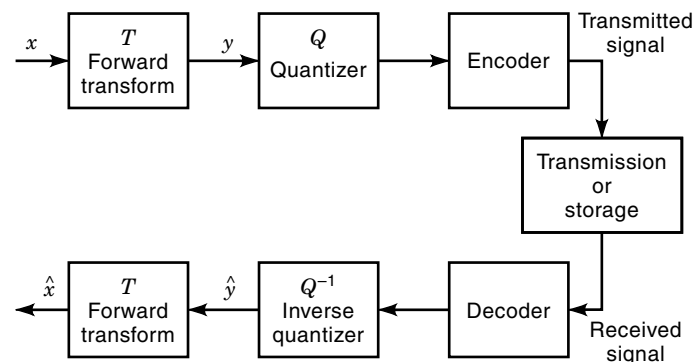 x
T
Forward
transform
y
Q
Quantizer
Encoder
Transmitted
signal
Transmission
or
storage
x̂
T
Forward
transform
ŷ
Q⁻¹
Inverse
quantizer
Decoder
Received
signal